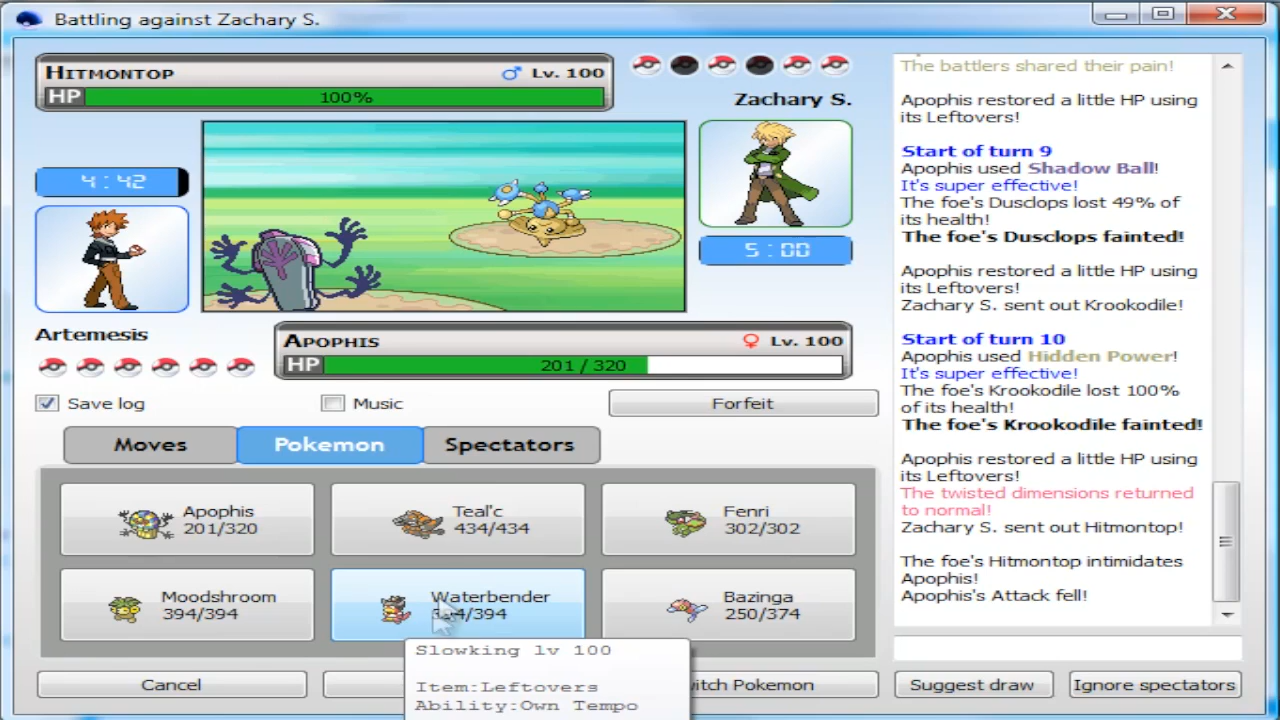 Battling against Zachary S.
HITMONTOP ♂ Lv. 100
HP 100%
Zachary S.
4:42
5:00
Artemesis
APOPHIS ♀ Lv. 100
HP 201 / 320
Save log
Music
Forfeit
Moves
Pokemon
Spectators
Apophis
201/320
Teal'c
434/434
Fenri
302/302
Moodshroom
394/394
Waterbender
/394
Bazinga
250/374
Slowking lv 100
Item:Leftovers
Ability:Own Tempo
Cancel
itch Pokemon
The battlers shared their pain!
Apophis restored a little HP using
its Leftovers!
Start of turn 9
Apophis used Shadow Ball!
It's super effective!
The foe's Dusclops lost 49% of
its health!
The foe's Dusclops fainted!
Apophis restored a little HP using
its Leftovers!
Zachary S. sent out Krookodile!
Start of turn 10
Apophis used Hidden Power!
It's super effective!
The foe's Krookodile lost 100%
of its health!
The foe's Krookodile fainted!
Apophis restored a little HP using
its Leftovers!
The twisted dimensions returned
to normal!
Zachary S. sent out Hitmontop!
The foe's Hitmontop intimidates
Apophis!
Apophis's Attack fell!
Suggest draw
Ignore spectators